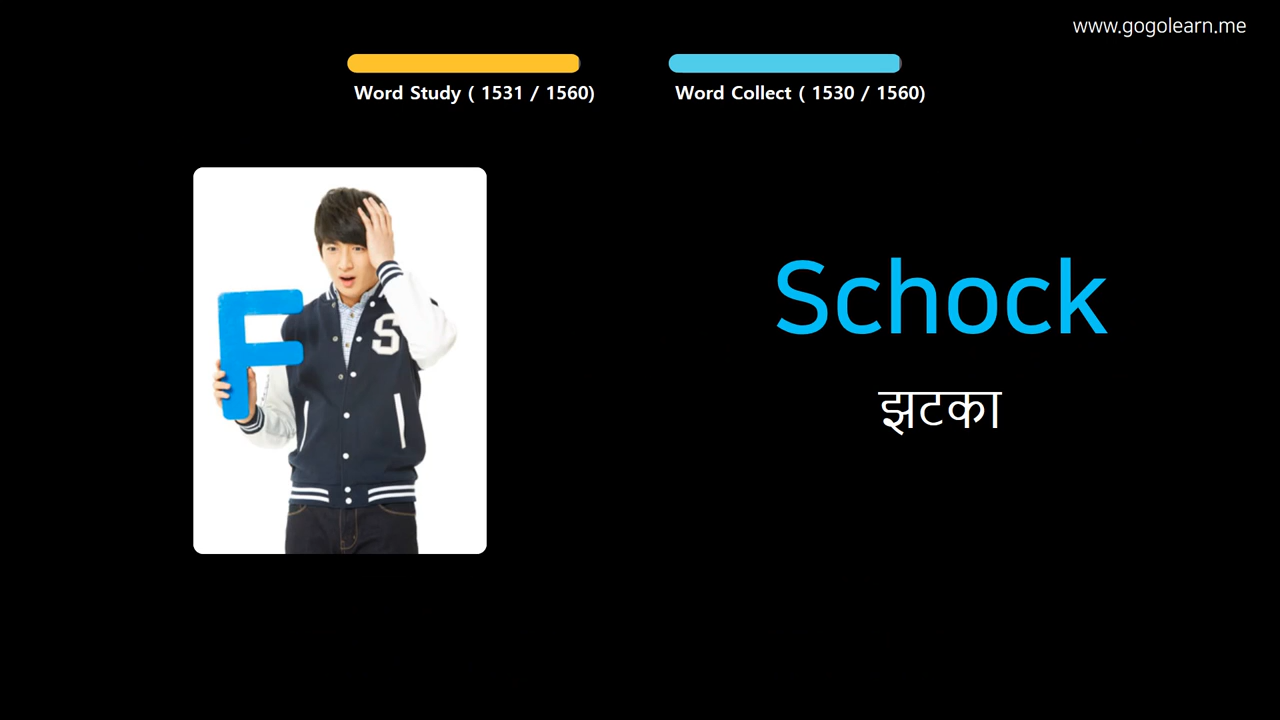 www.gogolearn.me
Word Study ( 1531 / 1560)
Word Collect ( 1530 / 1560)
F
S
Schock
झटका